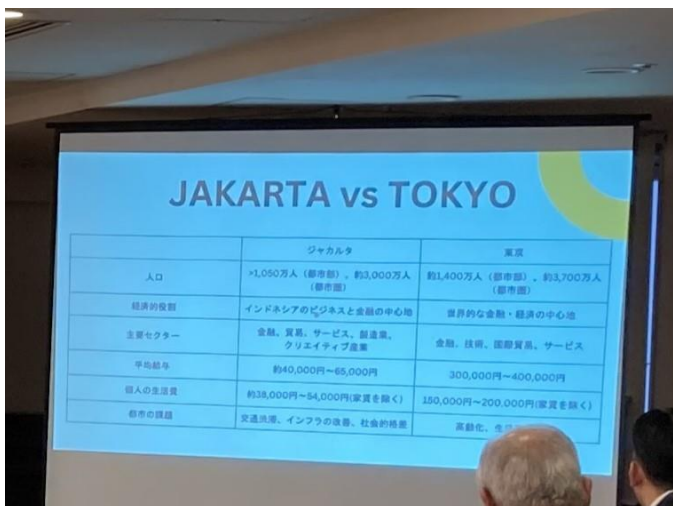 JAKARTA vs TOKYO
ジャカルタ 東京
人口 >1,050万人（都市部）、約3,000万人 約1,400万人（都市部）、約3,700万人
（都市圏） （都市圏）
経済的役割 インドネシアのビジネスと金融の中心地 世界的な金融・経済の中心地
主要セクター 金融、貿易、サービス、製造業、 金融、技術、国際貿易、サービス
クリエイティブ産業
平均給与 約40,000円～65,000円 300,000円～400,000円
個人の生活費 約38,000円～54,000円(家賃を除く) 150,000円～200,000円(家賃を除く)
都市の課題 交通渋滞、インフラの改善、社会的格差 高齢化、